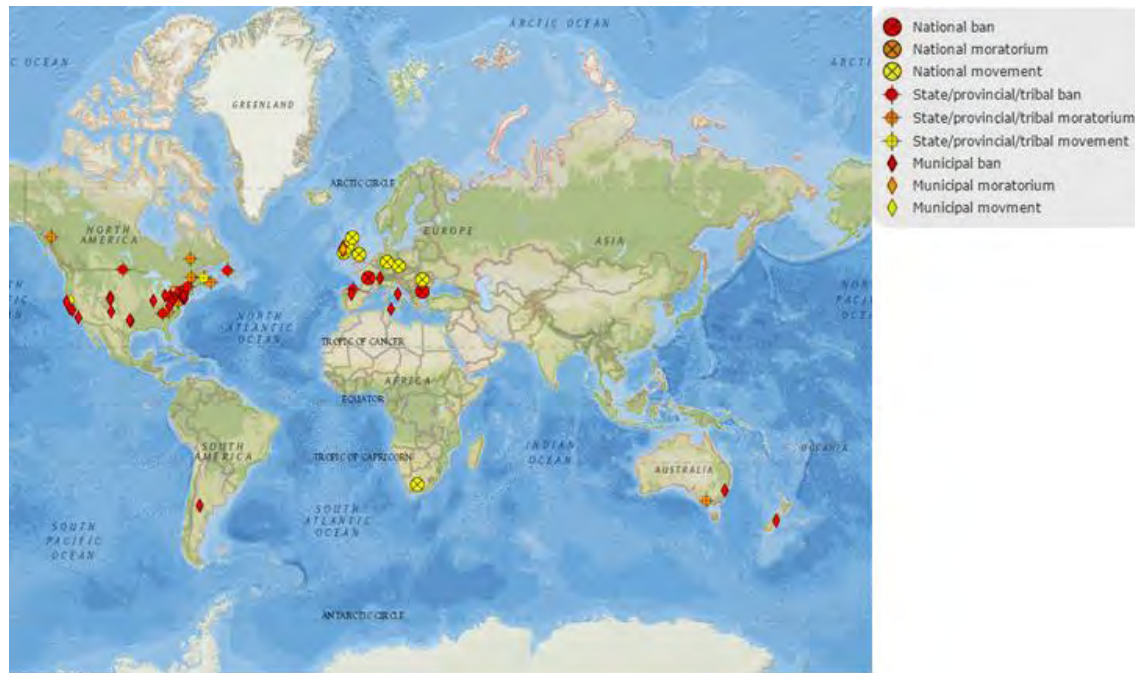 ARCTIC OCEAN
C OCEAN
ARCTI
GREENLAND
ARCTIC CIRCLE
NORTH
AMERICA
EUROPE
ASIA
NORTH
ATLANTIC
OCEAN
TROPIC OF CANCER
AFRICA
EQUATOR
SOUTH
AMERICA
TROPIC OF CAPRICORN
INDIAN
OCEAN
OCEANIA
AUSTRALIA
SOUTH
PACIFIC
OCEAN
SOUTH
ATLANTIC
OCEAN
ANTARCTIC CIRCLE
National ban
National moratorium
National movement
State/provincial/tribal ban
State/provincial/tribal moratorium
State/provincial/tribal movement
Municipal ban
Municipal moratorium
Municipal movment